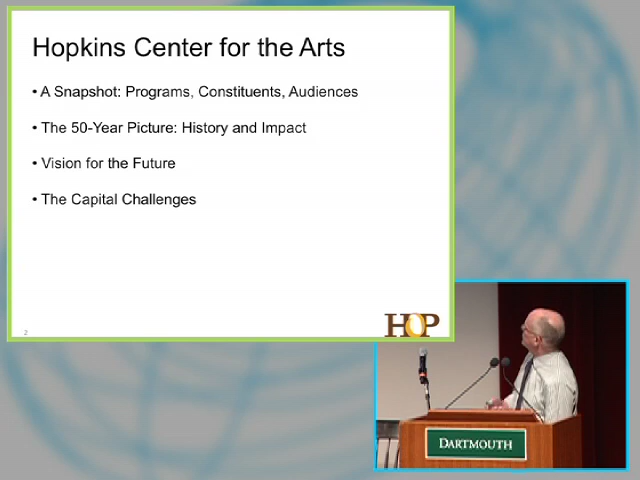 Hopkins Center for the Arts
• A Snapshot: Programs, Constituents, Audiences
• The 50-Year Picture: History and Impact
• Vision for the Future
• The Capital Challenges
2
HOP
DARTMOUTH